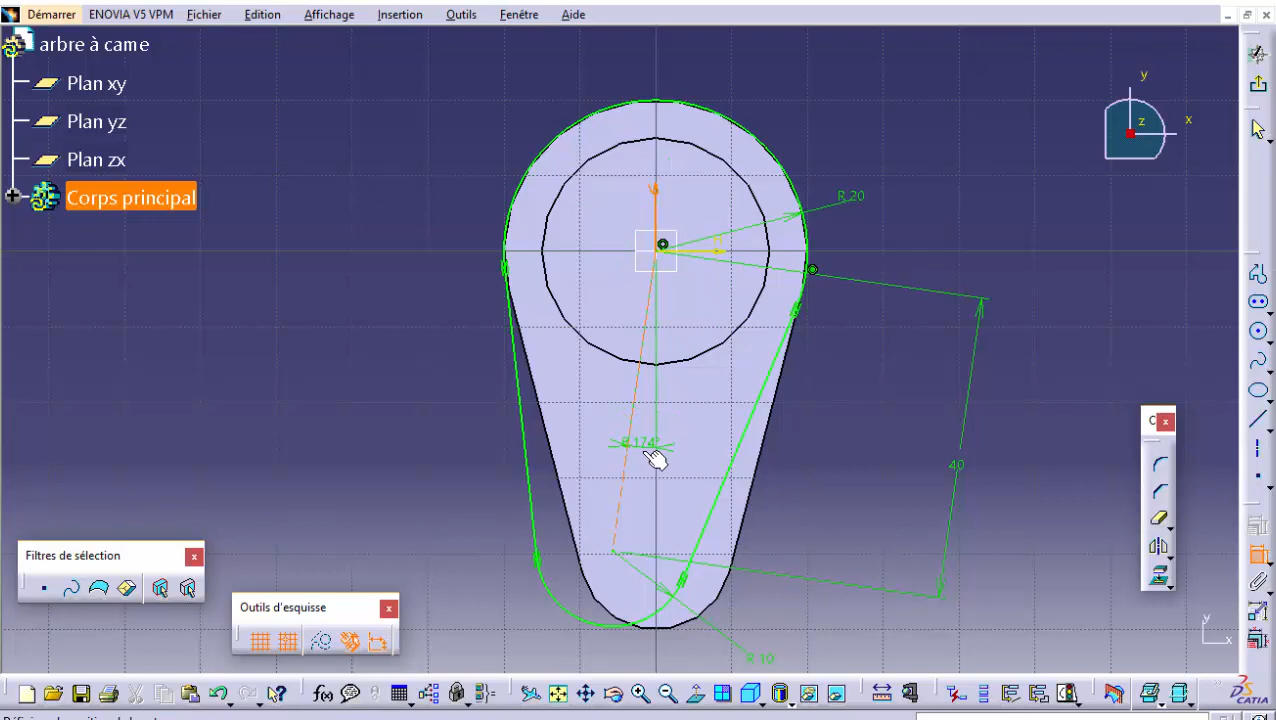 Démarrer ENOVIA V5 VPM Fichier Edition Affichage Insertion Outils Fenêtre Aide
arbre à came
Plan xy
Plan yz
Plan zx
Corps principal
y
x
z
R 20
40
R 10
Filtres de sélection
Outils d'esquisse
y
x
f(x)
CATIA